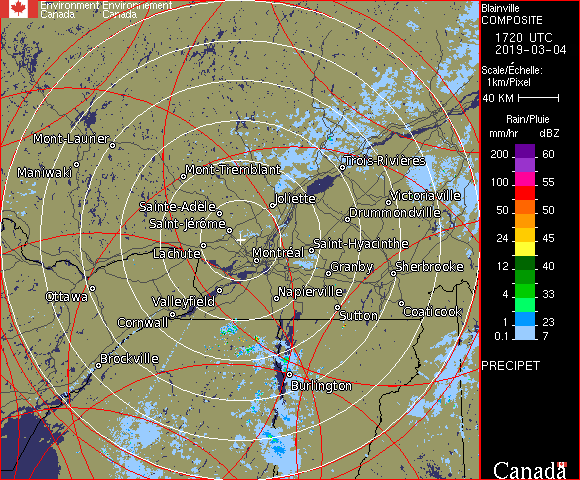 Environment Environnement
Canada Canada
Blainville
COMPOSITE
1720 UTC
2019-03-04
Scale/Échelle:
1km/Pixel
40 KM
Rain/Pluie
mm/hr dBZ
200 60
100 55
50 50
24 45
12 40
4 33
1 23
0.1 7
PRECIPET
Canada
Mont-Laurier
Maniwaki
Mont-Tremblant
Trois-Rivières
Joliette
Victoriaville
Sainte-Adèle
Drummondville
Saint-Jérôme
Saint-Hyacinthe
Lachute
Montréal
Granby
Sherbrooke
Ottawa
Valleyfield
Napierville
Cornwall
Sutton
Coaticook
Brockville
Burlington